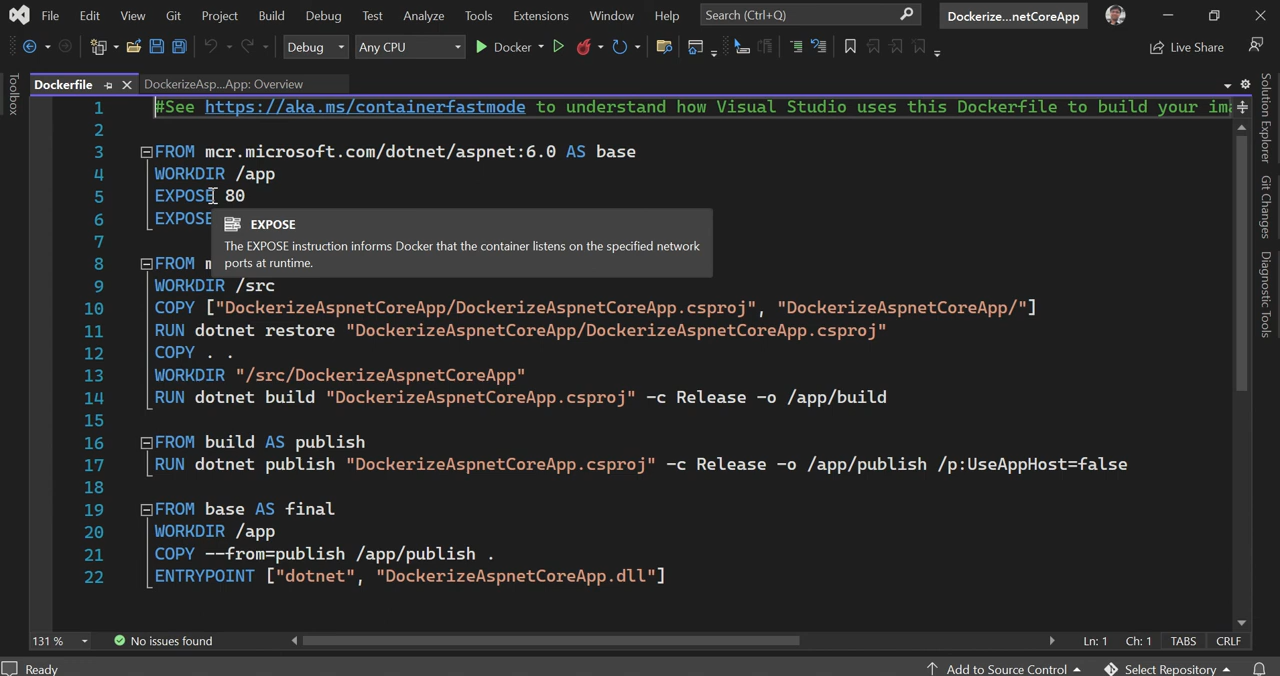 File Edit View Git Project Build Debug Test Analyze Tools Extensions Window Help Search (Ctrl+Q) Dockerize...netCoreApp
Debug Any CPU Docker Live Share
Toolbox
Dockerfile DockerizeAsp...App: Overview
1 #See https://aka.ms/containerfastmode to understand how Visual Studio uses this Dockerfile to build your
2
3 FROM mcr.microsoft.com/dotnet/aspnet:6.0 AS base
4 WORKDIR /app
5 EXPOSE 80
6 EXPOSE
EXPOSE
The EXPOSE instruction informs Docker that the container listens on the specified network
ports at runtime.
7
8 FROM
9 WORKDIR /src
10 COPY ["DockerizeAspnetCoreApp/DockerizeAspnetCoreApp.csproj", "DockerizeAspnetCoreApp/"]
11 RUN dotnet restore "DockerizeAspnetCoreApp/DockerizeAspnetCoreApp.csproj"
12 COPY . .
13 WORKDIR "/src/DockerizeAspnetCoreApp"
14 RUN dotnet build "DockerizeAspnetCoreApp.csproj" -c Release -o /app/build
15
16 FROM build AS publish
17 RUN dotnet publish "DockerizeAspnetCoreApp.csproj" -c Release -o /app/publish /p:UseAppHost=false
18
19 FROM base AS final
20 WORKDIR /app
21 COPY --from=publish /app/publish .
22 ENTRYPOINT ["dotnet", "DockerizeAspnetCoreApp.dll"]
Solution Explorer
Git Changes
Diagnostic Tools
131 % No issues found Ln: 1 Ch: 1 TABS CRLF
Ready Add to Source Control Select Repository